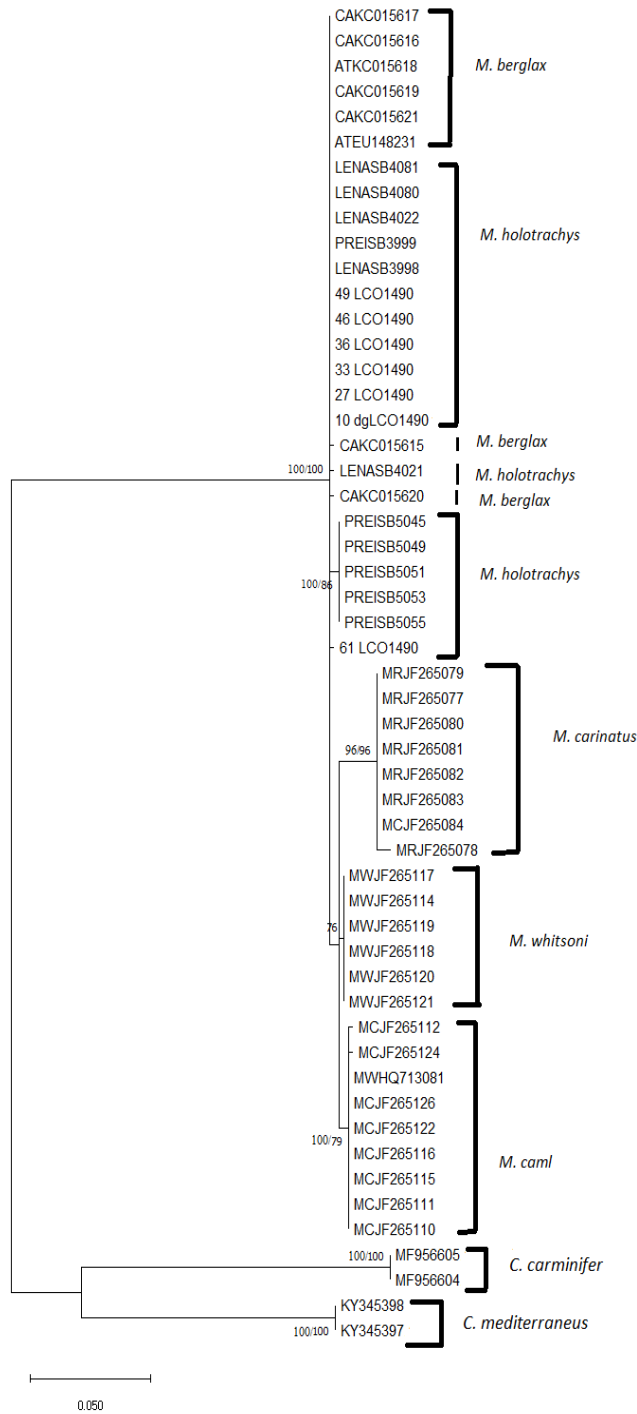 CAKC015617
CAKC015616
ATKC015618
M. berglax
CAKC015619
CAKC015621
ATEU148231
LENASB4081
LENASB4080
LENASB4022
M. holotrachys
PREISB3999
LENASB3998
49 LCO1490
46 LCO1490
36 LCO1490
33 LCO1490
27 LCO1490
10 dgLCO1490
CAKC015615
M. berglax
100/100
LENASB4021
M. holotrachys
CAKC015620
M. berglax
PREISB5045
PREISB5049
PREISB5051
M. holotrachys
100/86
PREISB5053
PREISB5055
61 LCO1490
MRJF265079
MRJF265077
MRJF265080
M. carinatus
96/96
MRJF265081
MRJF265082
MRJF265083
MCJF265084
MRJF265078
MWJF265117
MWJF265114
76
MWJF265119
M. whitsoni
MWJF265118
MWJF265120
MWJF265121
MCJF265112
MCJF265124
MWHQ713081
MCJF265126
MCJF265122
100/79
MCJF265116
M. caml
MCJF265115
MCJF265111
MCJF265110
100/100
MF956605
C. carminifer
MF956604
KY345398
C. mediterraneus
100/100
KY345397
0.050